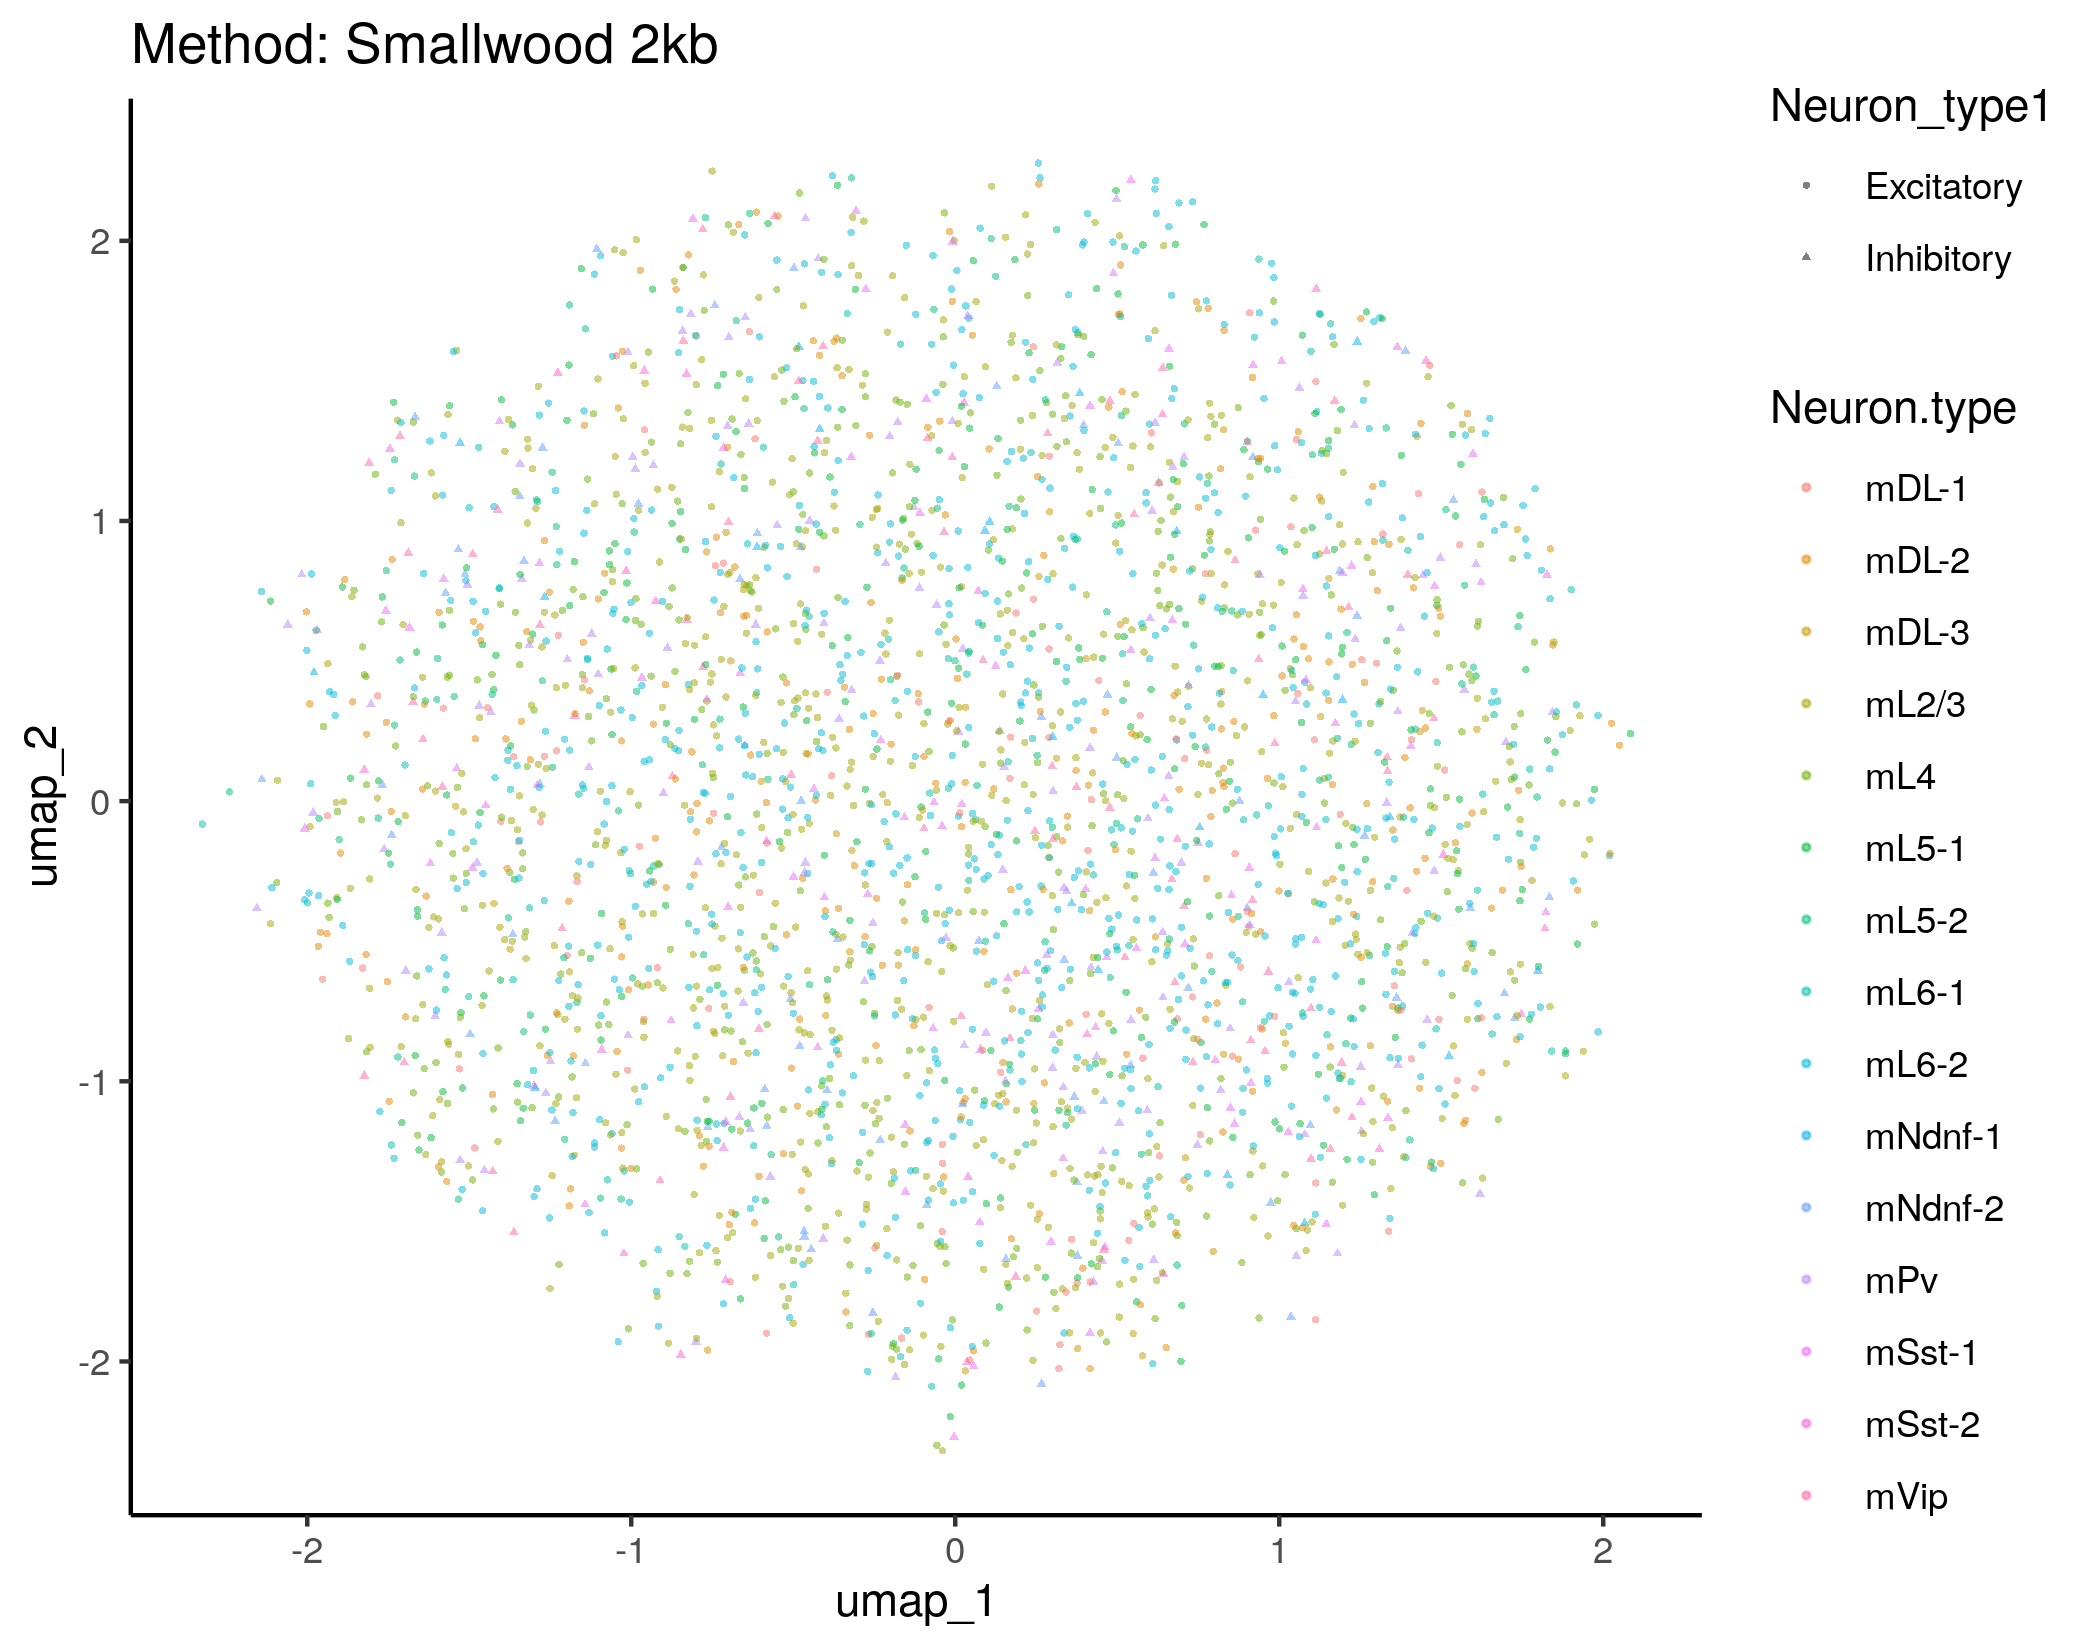 Method: Smallwood 2kb
umap_2
2
1
0
-1
-2
-2
-1
0
1
2
umap_1
Neuron_type1
Excitatory
Inhibitory
Neuron.type
mDL-1
mDL-2
mDL-3
mL2/3
mL4
mL5-1
mL5-2
mL6-1
mL6-2
mNdnf-1
mNdnf-2
mPv
mSst-1
mSst-2
mVip